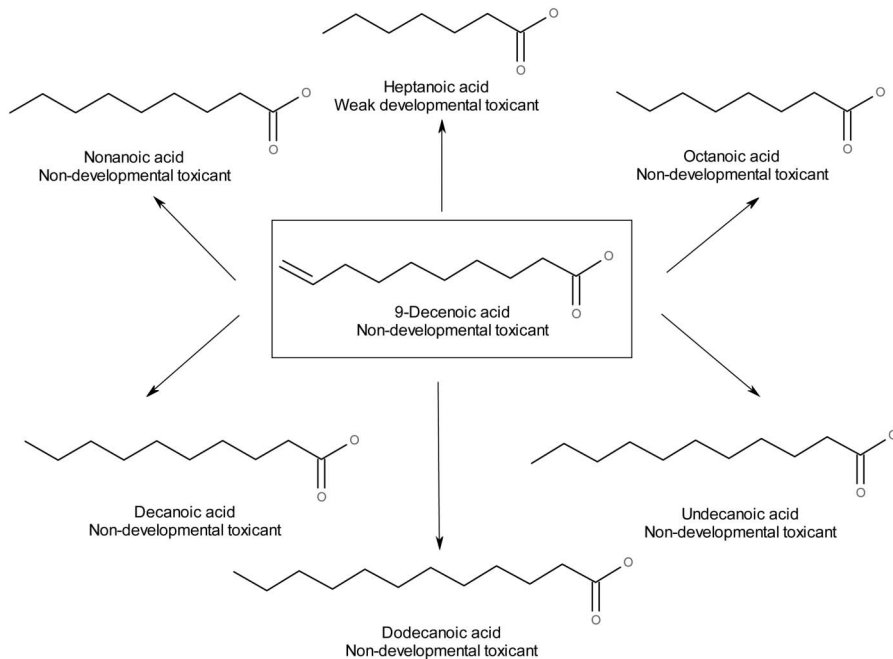 O
O
Heptanoic acid
Weak developmental toxicant
O
O
Nonanoic acid
Non-developmental toxicant
O
O
Octanoic acid
Non-developmental toxicant
O
O
9-Decenoic acid
Non-developmental toxicant
O
O
Decanoic acid
Non-developmental toxicant
O
O
Undecanoic acid
Non-developmental toxicant
O
O
Dodecanoic acid
Non-developmental toxicant